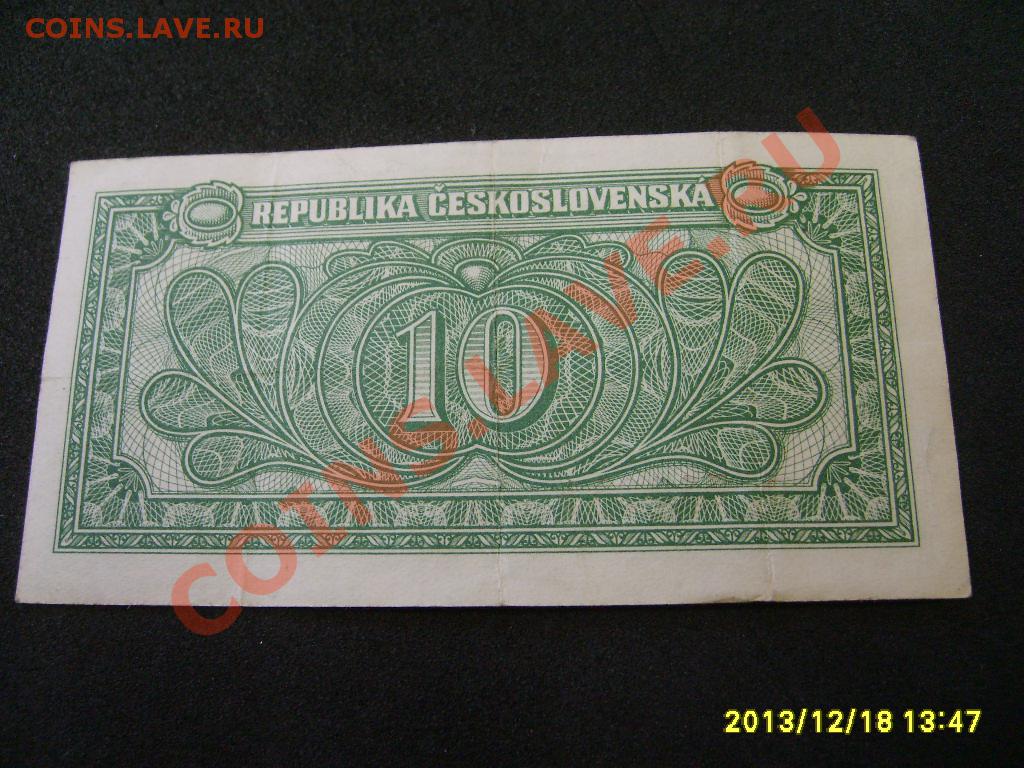 COINS.LAVE.RU
REPUBLIKA ČESKOSLOVENSKÁ
10
COINS.LAVE.RU
2013/12/18 13:47